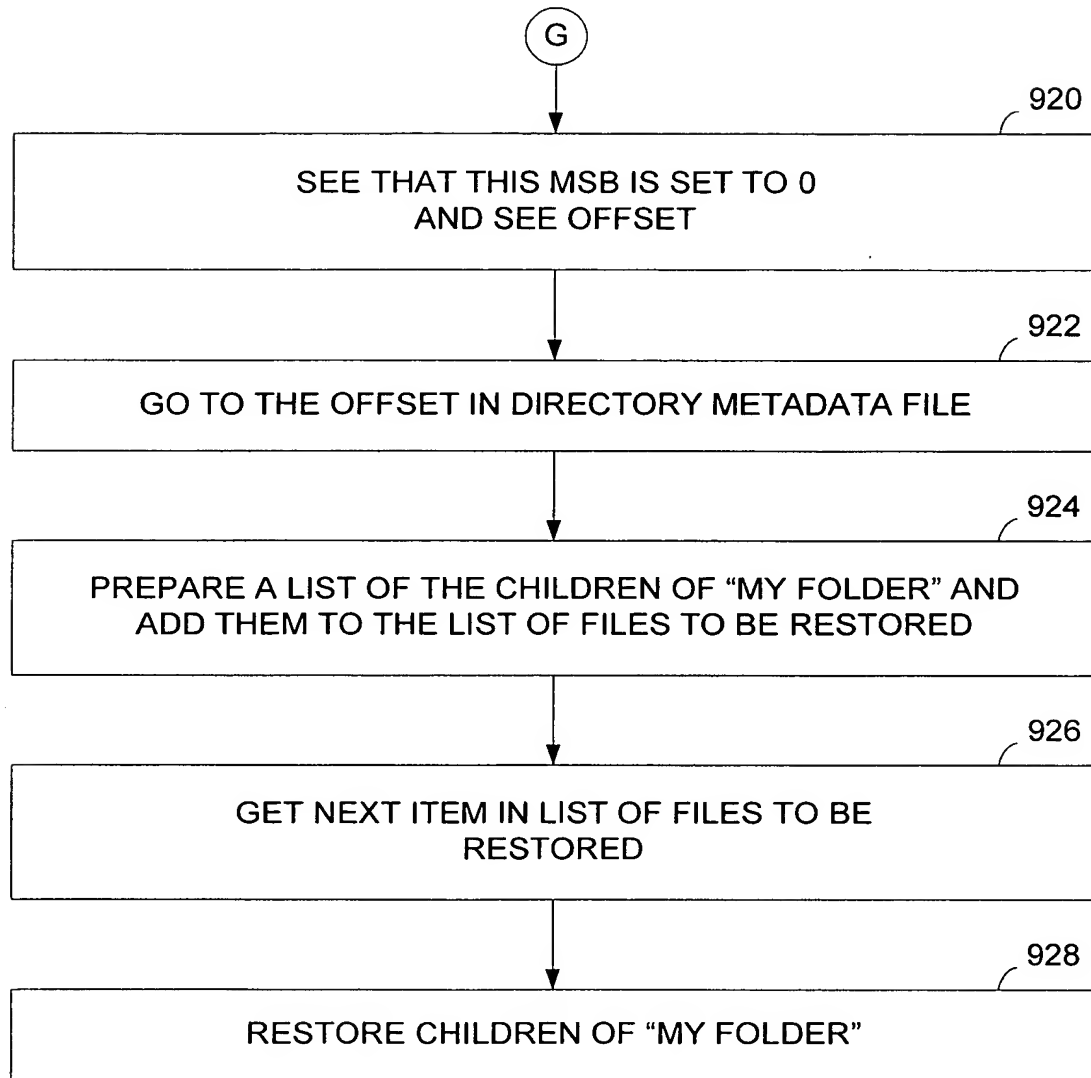 G
920
SEE THAT THIS MSB IS SET TO 0
AND SEE OFFSET
922
GO TO THE OFFSET IN DIRECTORY METADATA FILE
924
PREPARE A LIST OF THE CHILDREN OF “MY FOLDER” AND
ADD THEM TO THE LIST OF FILES TO BE RESTORED
926
GET NEXT ITEM IN LIST OF FILES TO BE
RESTORED
928
RESTORE CHILDREN OF “MY FOLDER”